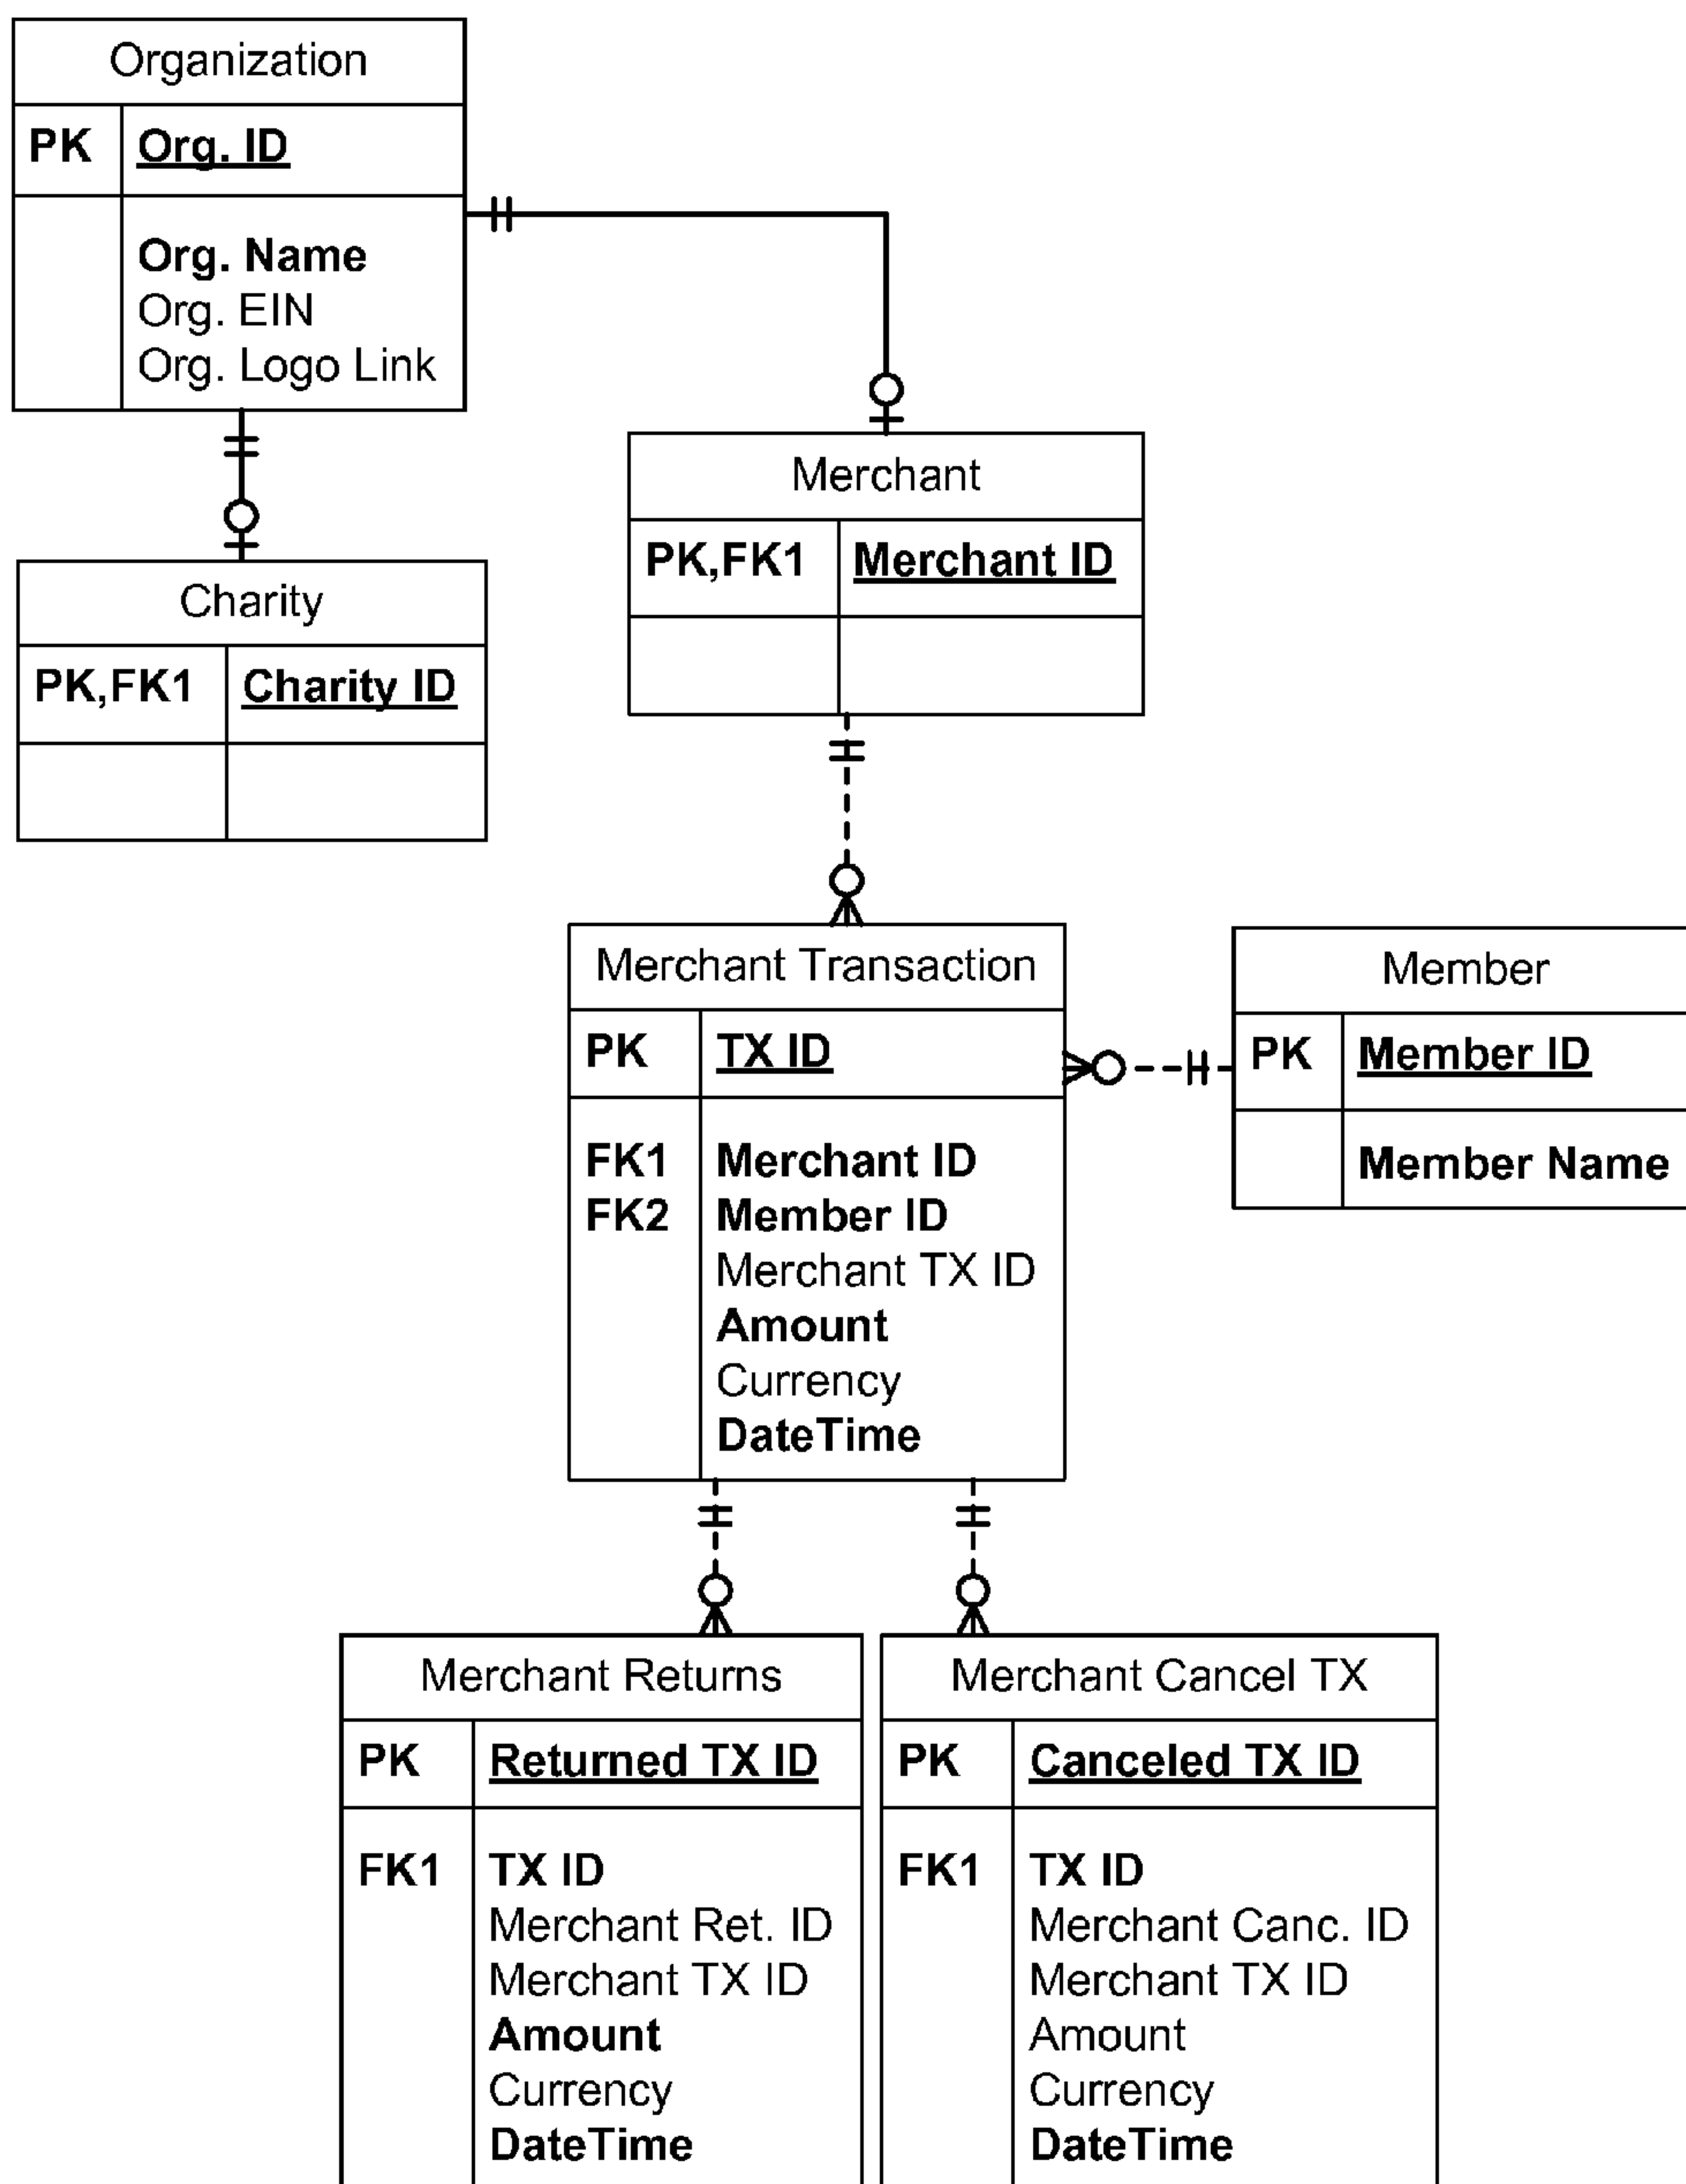 Organization
PK Org. ID
Org. Name
Org. EIN
Org. Logo Link
Charity
PK,FK1 Charity ID
Merchant
PK,FK1 Merchant ID
Merchant Transaction
PK TX ID
FK1 Merchant ID
FK2 Member ID
Merchant TX ID
Amount
Currency
DateTime
Member
PK Member ID
Member Name
Merchant Returns
PK Returned TX ID
FK1 TX ID
Merchant Ret. ID
Merchant TX ID
Amount
Currency
DateTime
Merchant Cancel TX
PK Canceled TX ID
FK1 TX ID
Merchant Canc. ID
Merchant TX ID
Amount
Currency
DateTime